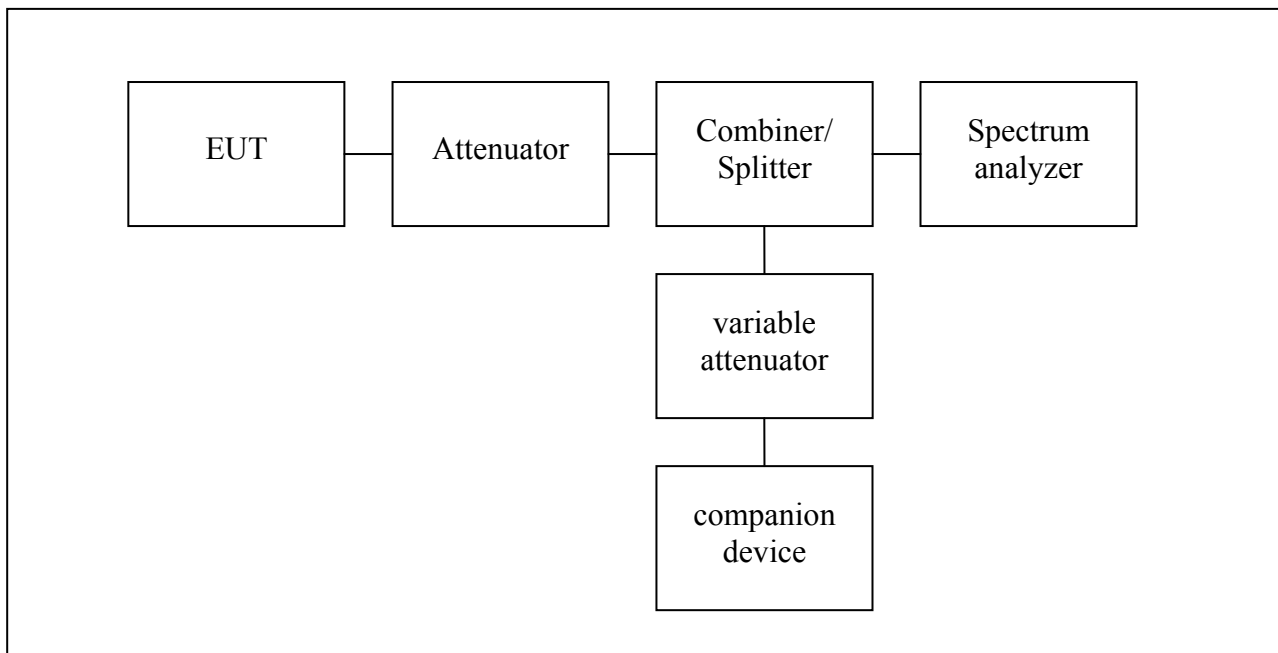 EUT
Attenuator
Combiner/
Splitter
Spectrum
analyzer
variable
attenuator
companion
device